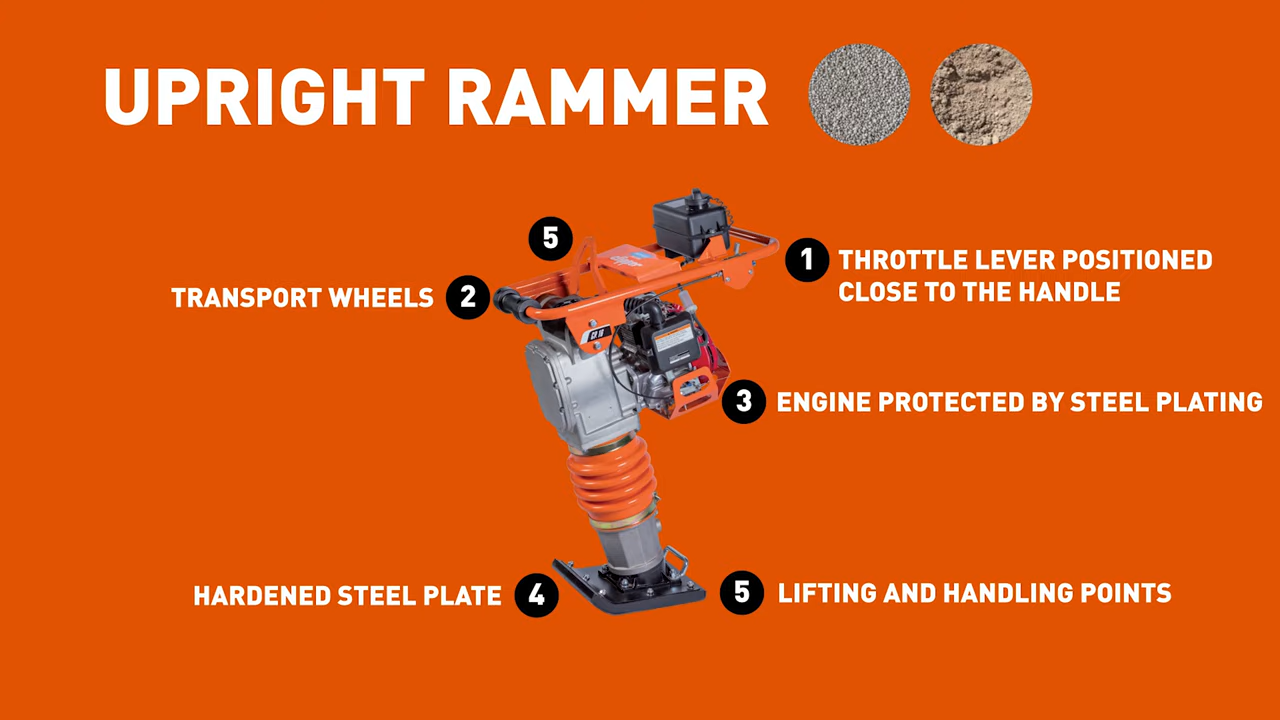 UPRIGHT RAMMER
5
1 THROTTLE LEVER POSITIONED
CLOSE TO THE HANDLE
TRANSPORT WHEELS 2
3 ENGINE PROTECTED BY STEEL PLATING
HARDENED STEEL PLATE 4
5 LIFTING AND HANDLING POINTS